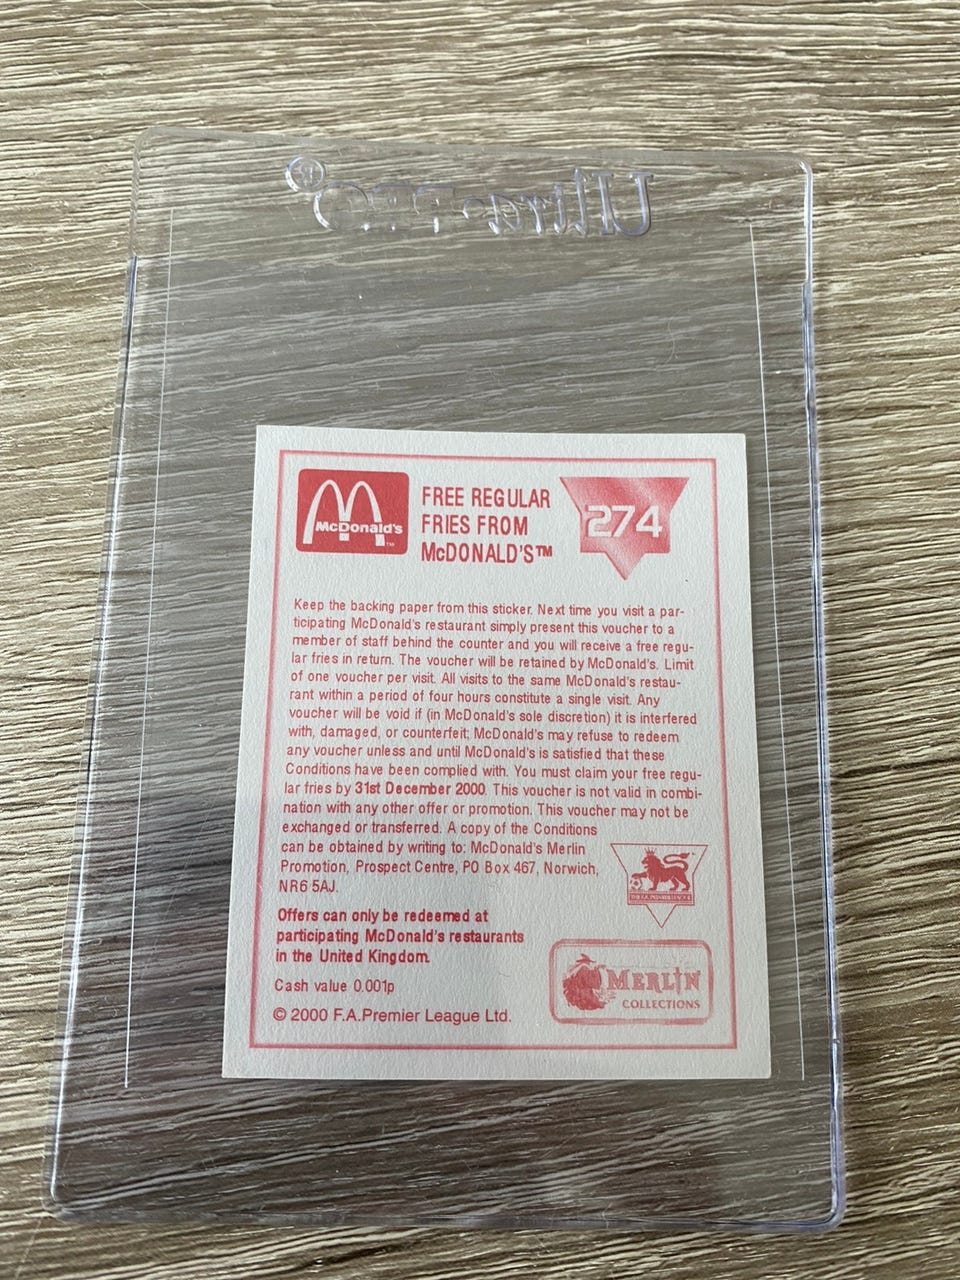 Ultra•PRO®
McDonald's™
FREE REGULAR
FRIES FROM
McDONALD'S™
274
Keep the backing paper from this sticker. Next time you visit a par-
ticipating McDonald's restaurant simply present this voucher to a
member of staff behind the counter and you will receive a free regu-
lar fries in return. The voucher will be retained by McDonald's. Limit
of one voucher per visit. All visits to the same McDonald's restau-
rant within a period of four hours constitute a single visit. Any
voucher will be void if (in McDonald's sole discretion) it is interfered
with, damaged, or counterfeit; McDonald's may refuse to redeem
any voucher unless and until McDonald's is satisfied that these
Conditions have been complied with. You must claim your free regu-
lar fries by 31st December 2000. This voucher is not valid in combi-
nation with any other offer or promotion. This voucher may not be
exchanged or transferred. A copy of the Conditions
can be obtained by writing to: McDonald's Merlin
Promotion, Prospect Centre, PO Box 467, Norwich,
NR6 5AJ.
THE F.A. PREMIER LEAGUE
Offers can only be redeemed at
participating McDonald's restaurants
in the United Kingdom.
Cash value 0.001p
© 2000 F.A.Premier League Ltd.
MERLIN
COLLECTIONS